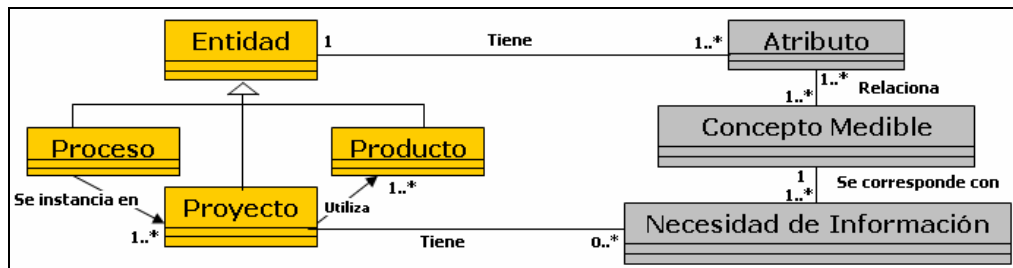 Entidad
1
Tiene
1..*
Atributo
1..*
Relaciona
1..*
Concepto Medible
Proceso
Producto
1
Se corresponde con
1..*
Se instancia en
1..*
Proyecto
Utiliza
1..*
Necesidad de Información
Tiene
0..*